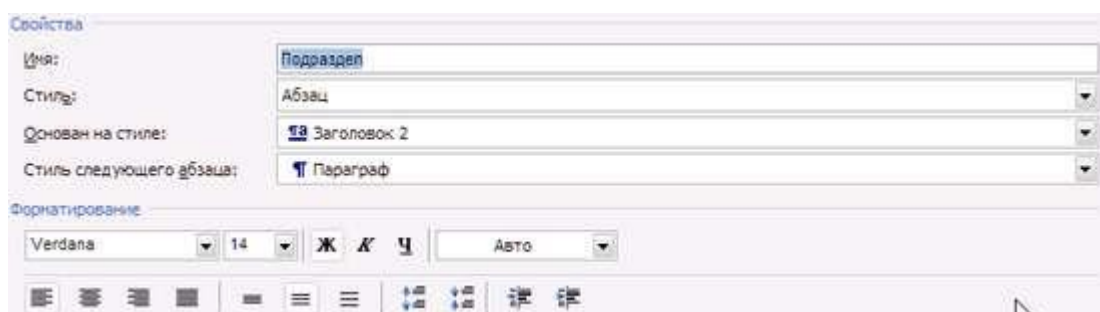 Свойства
Имя: Подраздел
Стиль: Абзац
Основан на стиле: ¶a Заголовок 2
Стиль следующего абзаца: ¶ Параграф
Форматирование
Verdana 14 Ж К Ч Авто